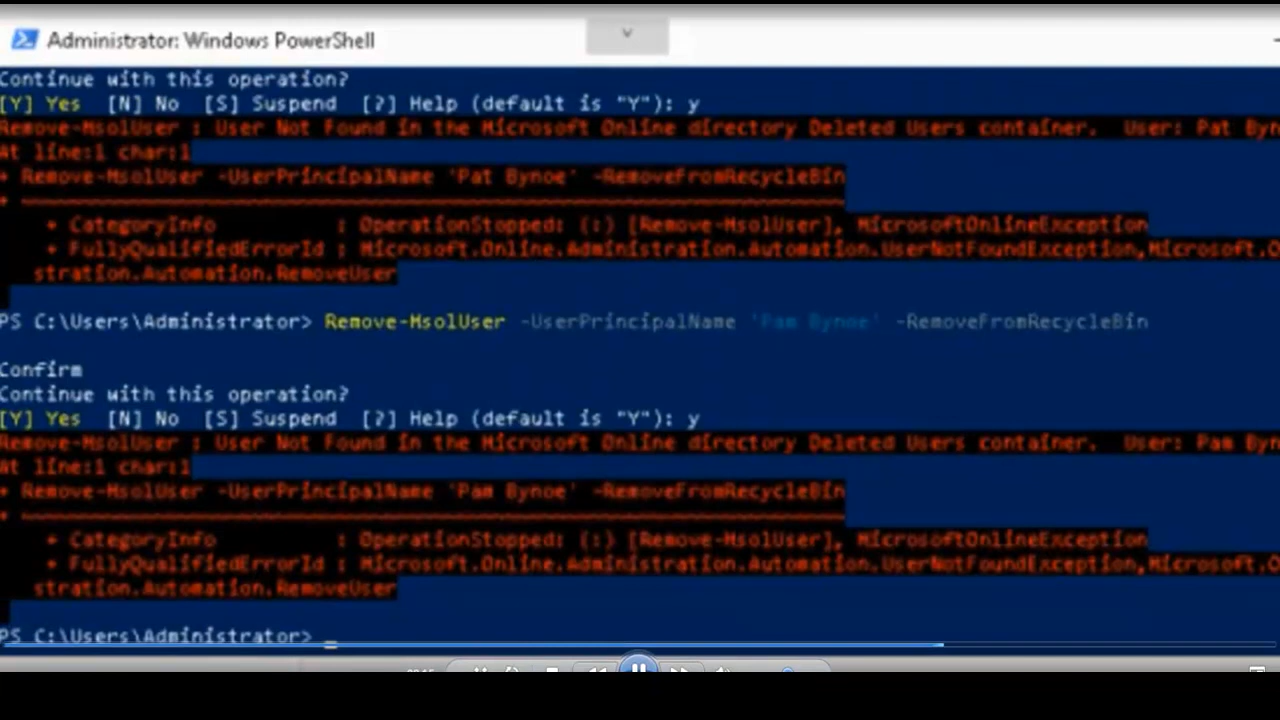 Administrator: Windows PowerShell
Continue with this operation?
[Y] Yes  [N] No  [S] Suspend  [?] Help (default is "Y"): y
Remove-MsolUser : User Not Found in the Microsoft Online directory Deleted Users container.  User: Pat Byn
At line:1 char:1
+ Remove-MsolUser -UserPrincipalName 'Pat Bynoe' -RemoveFromRecycleBin
+ ~~~~~~~~~~~~~~~~~~~~~~~~~~~~~~~~~~~~~~~~~~~~~~~~~~~~~~~~~~~~~~~~~~~~
+ CategoryInfo          : OperationStopped: (:) [Remove-MsolUser], MicrosoftOnlineException
+ FullyQualifiedErrorId : Microsoft.Online.Administration.Automation.UserNotFoundException,Microsoft.O
stration.Automation.RemoveUser
PS C:\Users\Administrator> Remove-MsolUser -UserPrincipalName 'Pam Bynoe' -RemoveFromRecycleBin
Confirm
Continue with this operation?
[Y] Yes  [N] No  [S] Suspend  [?] Help (default is "Y"): y
Remove-MsolUser : User Not Found in the Microsoft Online directory Deleted Users container.  User: Pam Byn
At line:1 char:1
+ Remove-MsolUser -UserPrincipalName 'Pam Bynoe' -RemoveFromRecycleBin
+ ~~~~~~~~~~~~~~~~~~~~~~~~~~~~~~~~~~~~~~~~~~~~~~~~~~~~~~~~~~~~~~~~~~~~
+ CategoryInfo          : OperationStopped: (:) [Remove-MsolUser], MicrosoftOnlineException
+ FullyQualifiedErrorId : Microsoft.Online.Administration.Automation.UserNotFoundException,Microsoft.O
stration.Automation.RemoveUser
PS C:\Users\Administrator> _